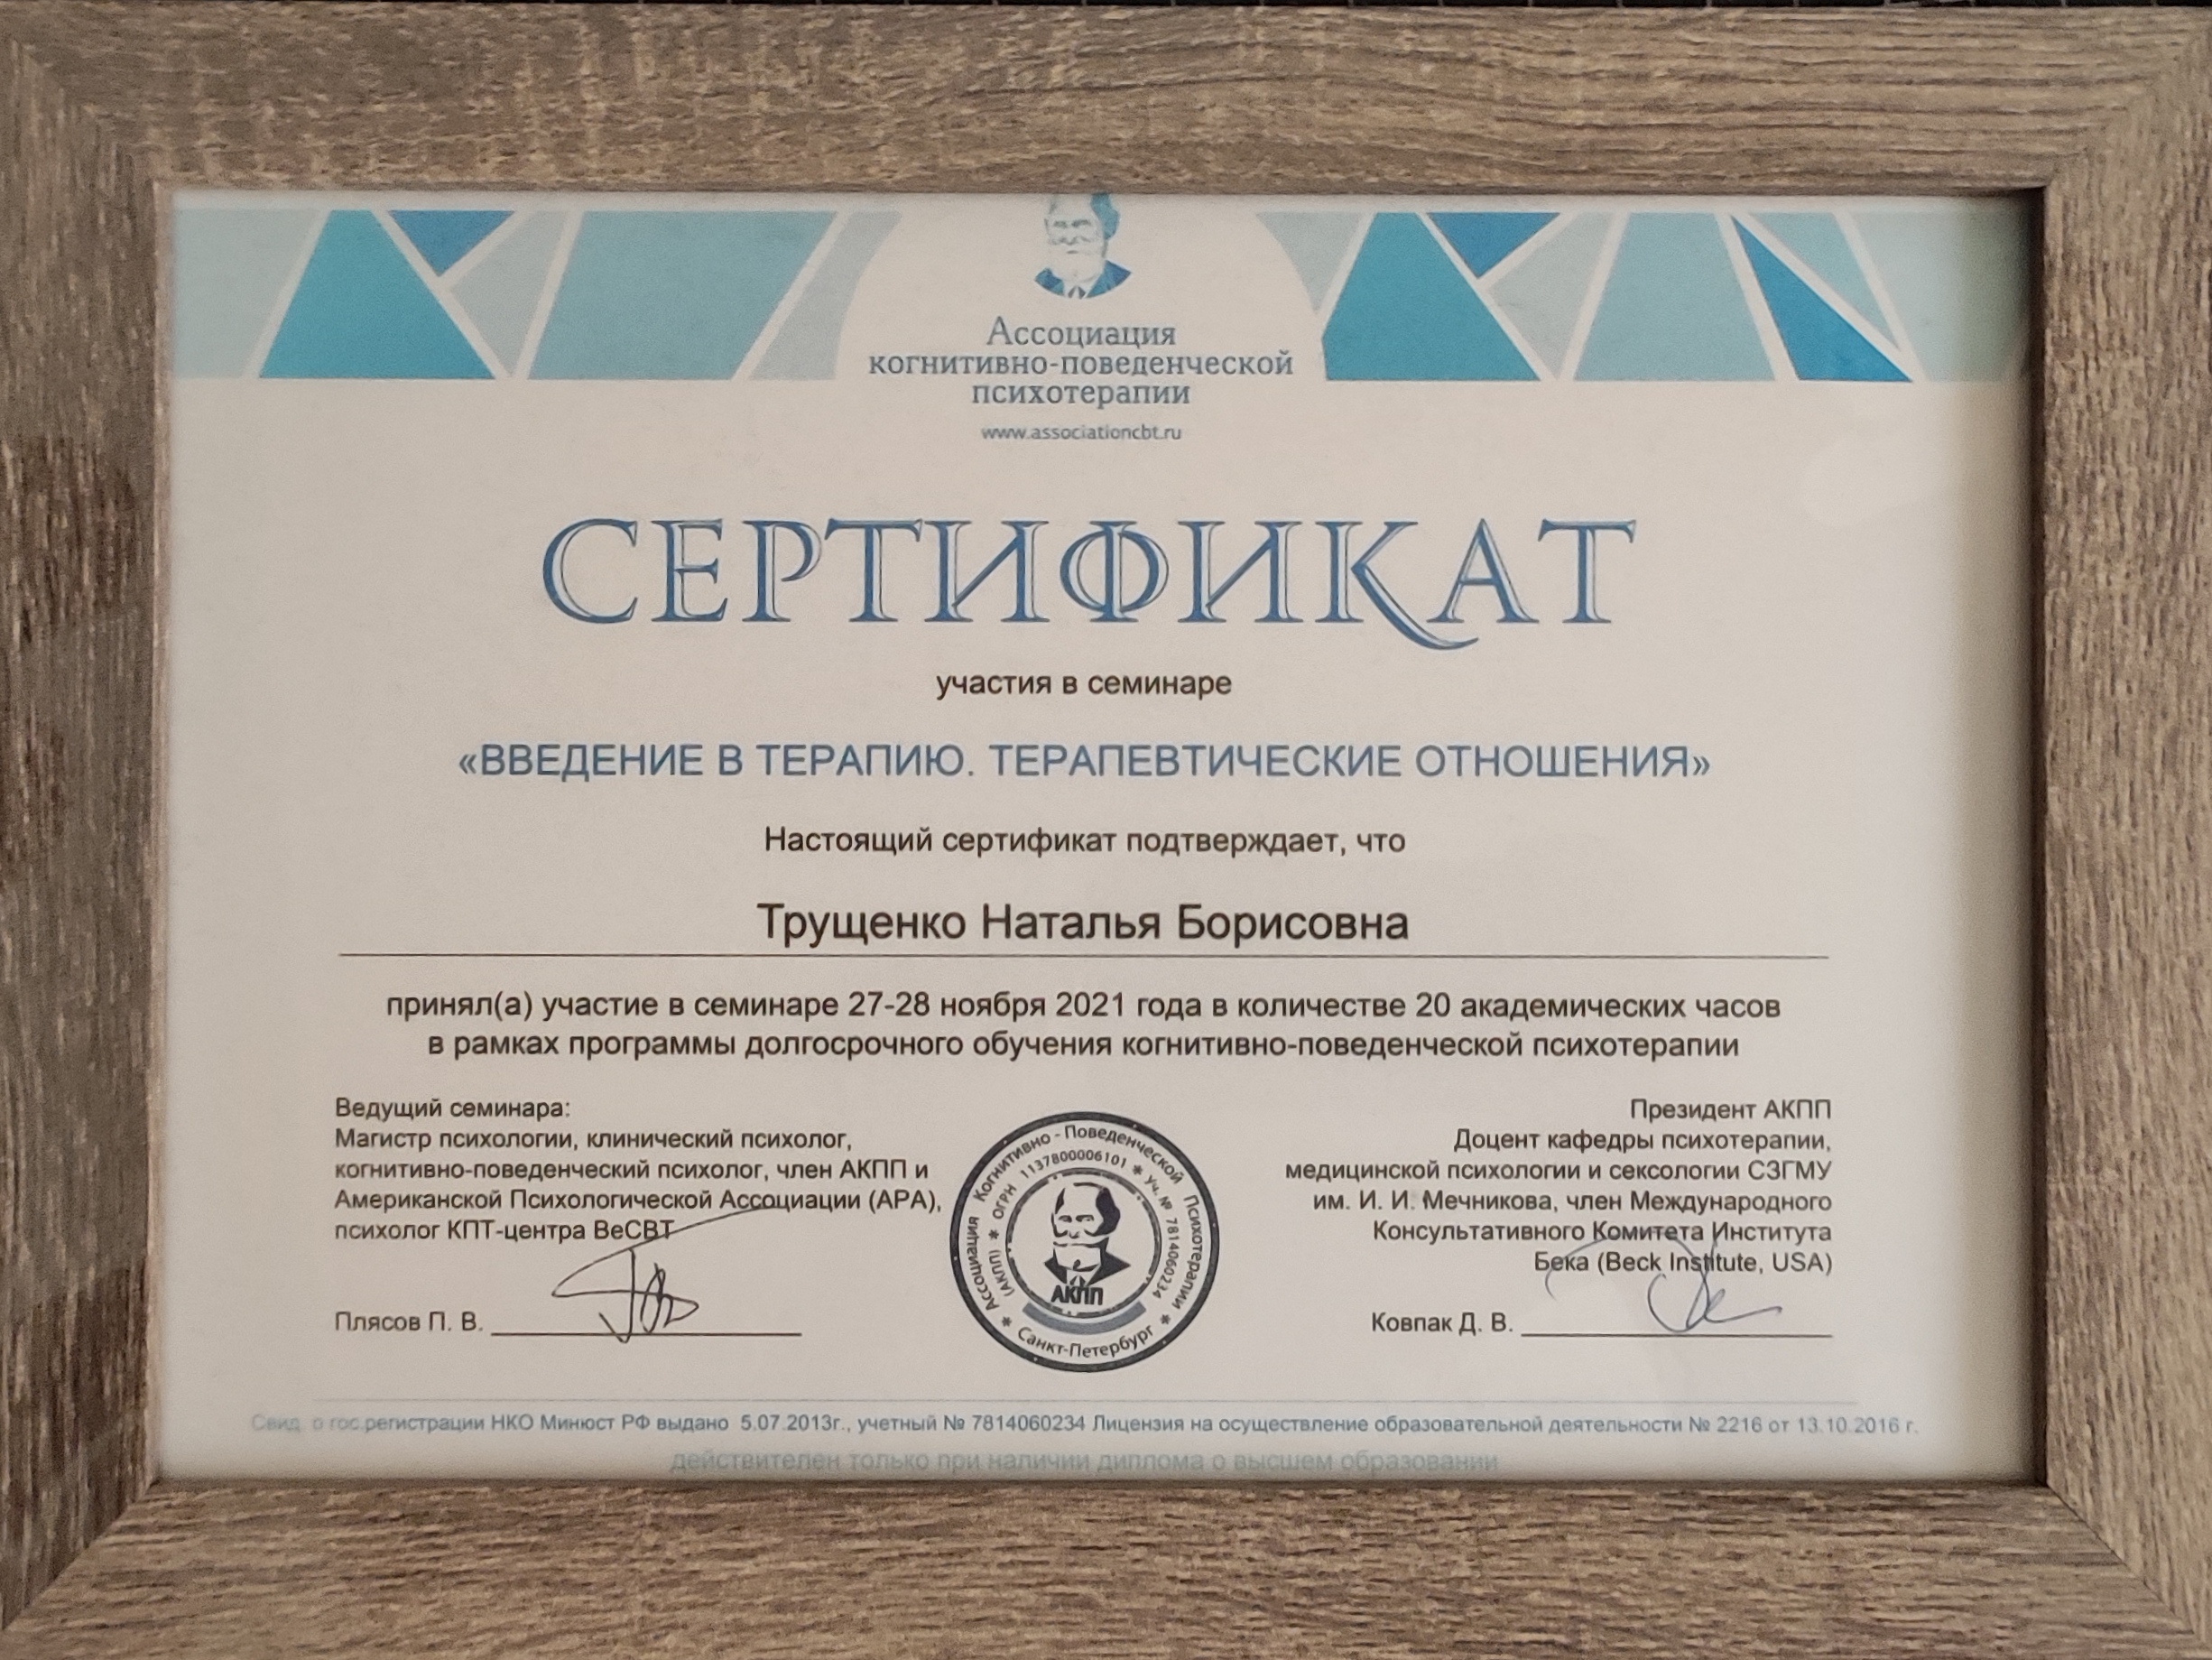 Ассоциация
когнитивно-поведенческой
психотерапии
www.associationcbt.ru
СЕРТИФИКАТ
участия в семинаре
«ВВЕДЕНИЕ В ТЕРАПИЮ. ТЕРАПЕВТИЧЕСКИЕ ОТНОШЕНИЯ»
Настоящий сертификат подтверждает, что
Трущенко Наталья Борисовна
принял(а) участие в семинаре 27-28 ноября 2021 года в количестве 20 академических часов
в рамках программы долгосрочного обучения когнитивно-поведенческой психотерапии
Ведущий семинара:
Магистр психологии, клинический психолог,
когнитивно-поведенческий психолог, член АКПП и
Американской Психологической Ассоциации (APA),
психолог КПТ-центра BeCBT
Плясов П. В.
Ассоциация Когнитивно - Поведенческой Психотерапии
(АКПП) * ОГРН 1137800006101 * Уч. № 7814060234
АКПП
* Санкт-Петербург *
Президент АКПП
Доцент кафедры психотерапии,
медицинской психологии и сексологии СЗГМУ
им. И. И. Мечникова, член Международного
Консультативного Комитета Института
Бека (Beck Institute, USA)
Ковпак Д. В.
Свид. о гос.регистрации НКО Минюст РФ выдано 5.07.2013г., учетный № 7814060234 Лицензия на осуществление образовательной деятельности № 2216 от 13.10.2016 г.
действителен только при наличии диплома о высшем образовании